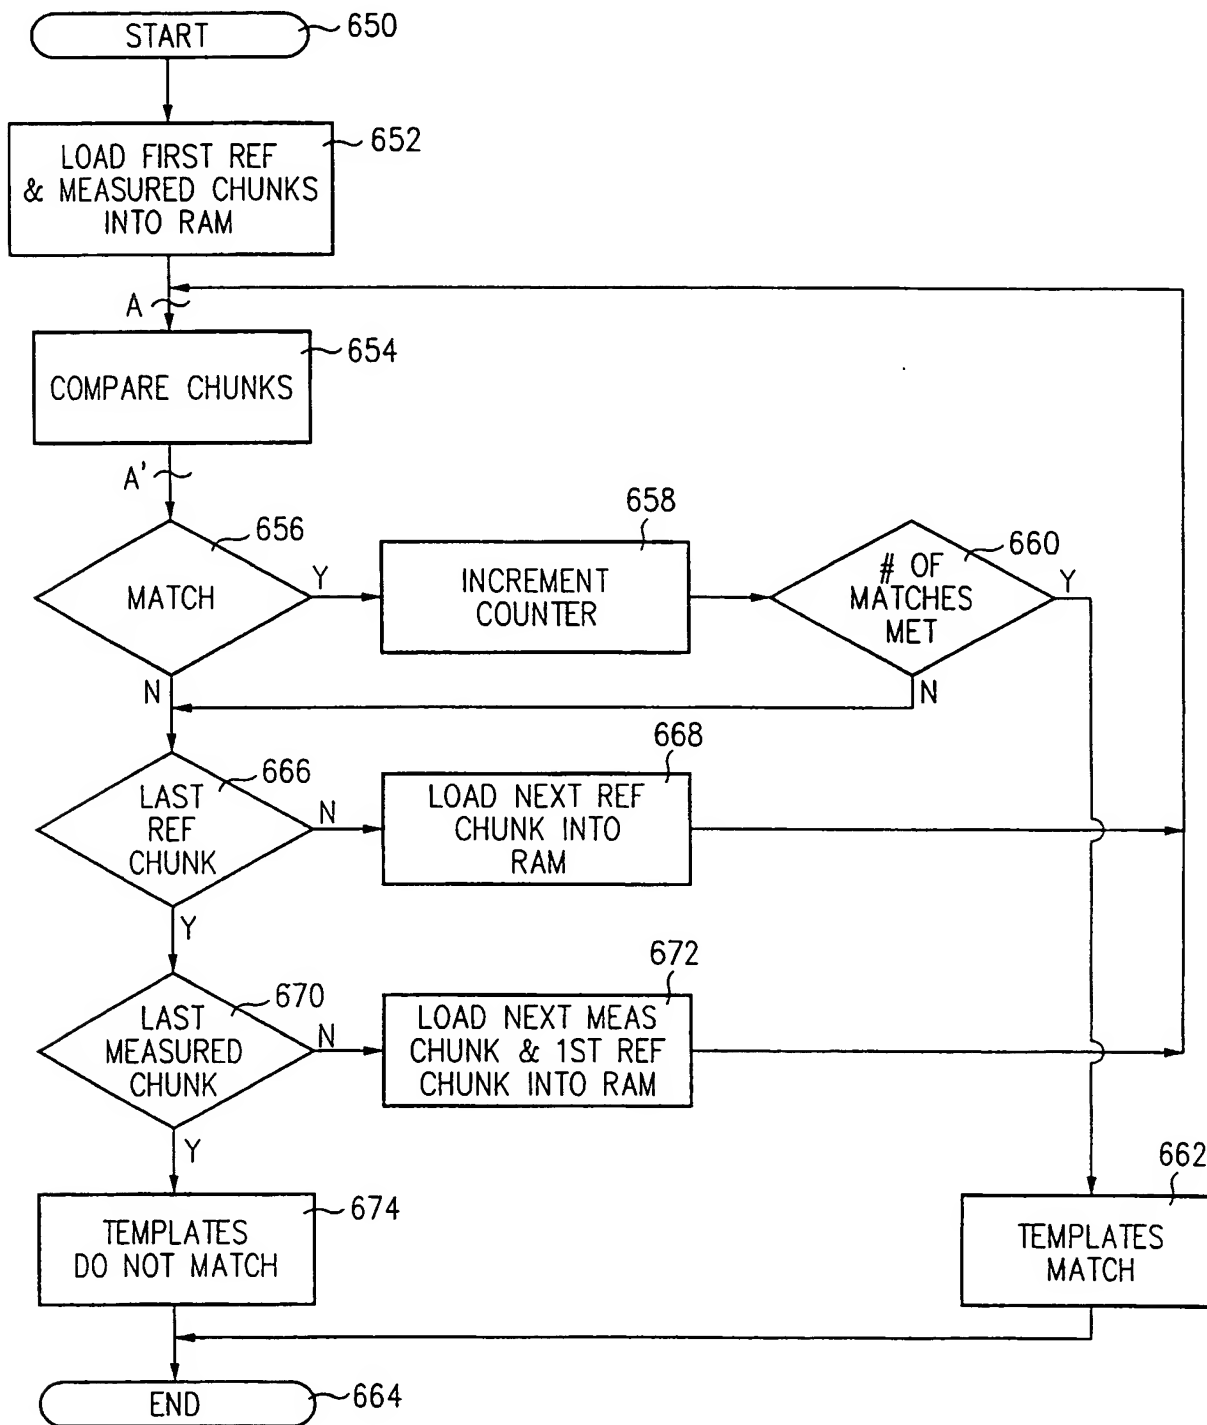 START
650
LOAD FIRST REF
& MEASURED CHUNKS
INTO RAM
652
A
COMPARE CHUNKS
654
A'
MATCH
656
Y
N
INCREMENT
COUNTER
658
# OF
MATCHES
MET
660
Y
N
LAST
REF
CHUNK
666
N
Y
LOAD NEXT REF
CHUNK INTO
RAM
668
LAST
MEASURED
CHUNK
670
N
Y
LOAD NEXT MEAS
CHUNK & 1ST REF
CHUNK INTO RAM
672
TEMPLATES
DO NOT MATCH
674
TEMPLATES
MATCH
662
END
664